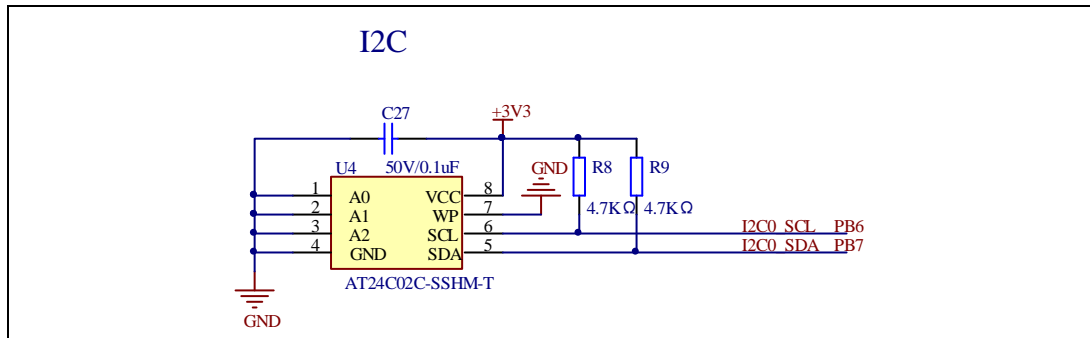 I2C
C27
+3V3
U4
50V/0.1uF
GND
R8
R9
1
A0
VCC
8
2
A1
WP
7
4.7KΩ
4.7KΩ
3
A2
SCL
6
I2C0_SCL
PB6
4
GND
SDA
5
I2C0_SDA
PB7
AT24C02C-SSHM-T
GND